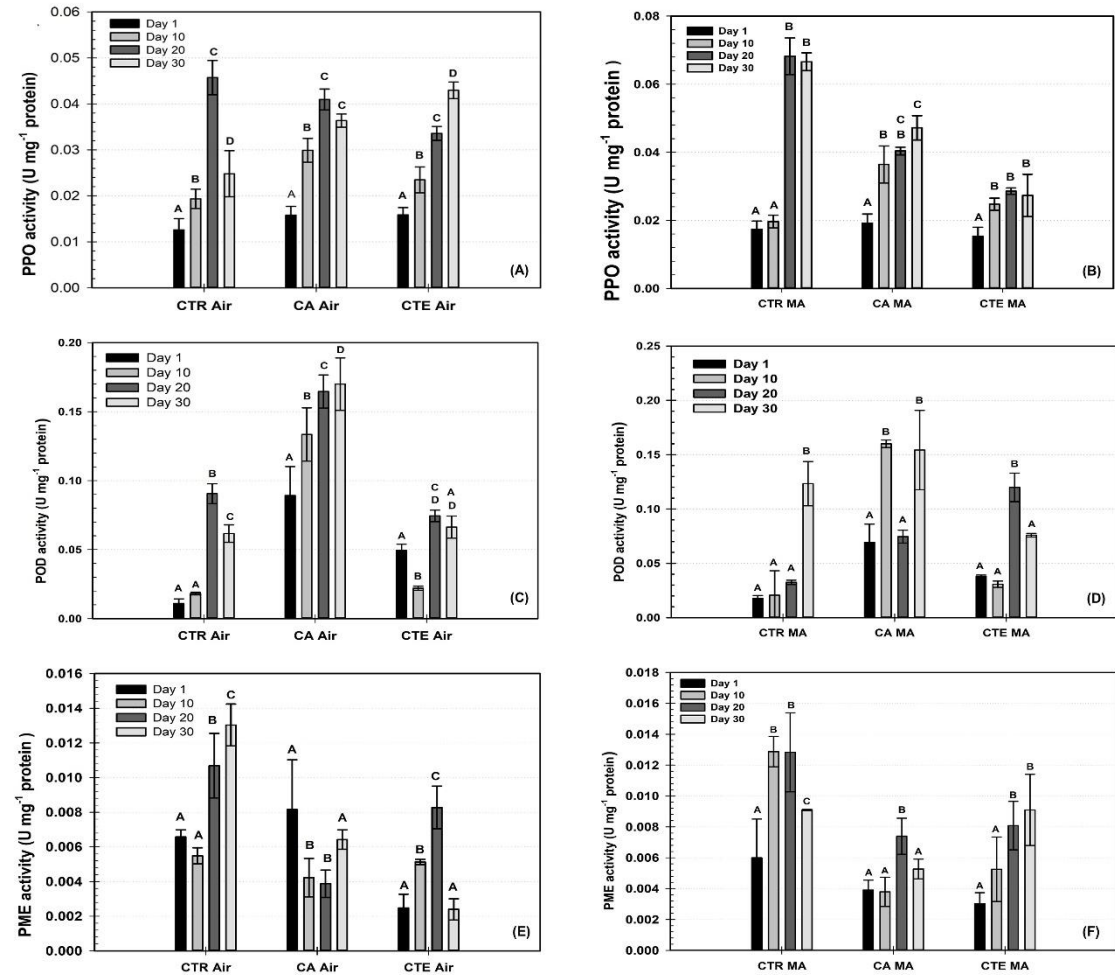 PPO activity (U mg⁻¹ protein)
0.06
0.05
0.04
0.03
0.02
0.01
0.00
Day 1
Day 10
Day 20
Day 30
A
B
C
D
A
B
C
C
A
B
C
D
(A)
CTR Air
CA Air
CTE Air
PPO activity (U mg⁻¹ protein )
0.08
0.06
0.04
0.02
0.00
Day 1
Day 10
Day 20
Day 30
A
A
B
B
A
B
C
B
C
A
B
B
B
(B)
CTR MA
CA MA
CTE MA
POD activity (U mg⁻¹ protein)
0.20
0.15
0.10
0.05
0.00
Day 1
Day 10
Day 20
Day 30
A
A
B
C
A
B
C
D
A
B
C
D
A
D
(C)
CTR Air
CA Air
CTE Air
POD activity (U mg⁻¹ protein)
0.25
0.20
0.15
0.10
0.05
0.00
Day 1
Day 10
Day 20
Day 30
A
A
A
B
A
B
A
B
A
A
B
A
(D)
CTR MA
CA MA
CTE MA
PME activity (U mg⁻¹ protein )
0.016
0.014
0.012
0.010
0.008
0.006
0.004
0.002
0.000
Day 1
Day 10
Day 20
Day 30
A
A
B
C
A
B
B
A
A
B
C
A
(E)
CTR Air
CA Air
CTE Air
PME activity (U mg⁻¹ protein)
0.018
0.016
0.014
0.012
0.010
0.008
0.006
0.004
0.002
0.000
Day 1
Day 10
Day 20
Day 30
A
B
B
C
A
A
B
A
A
A
B
B
(F)
CTR MA
CA MA
CTE MA